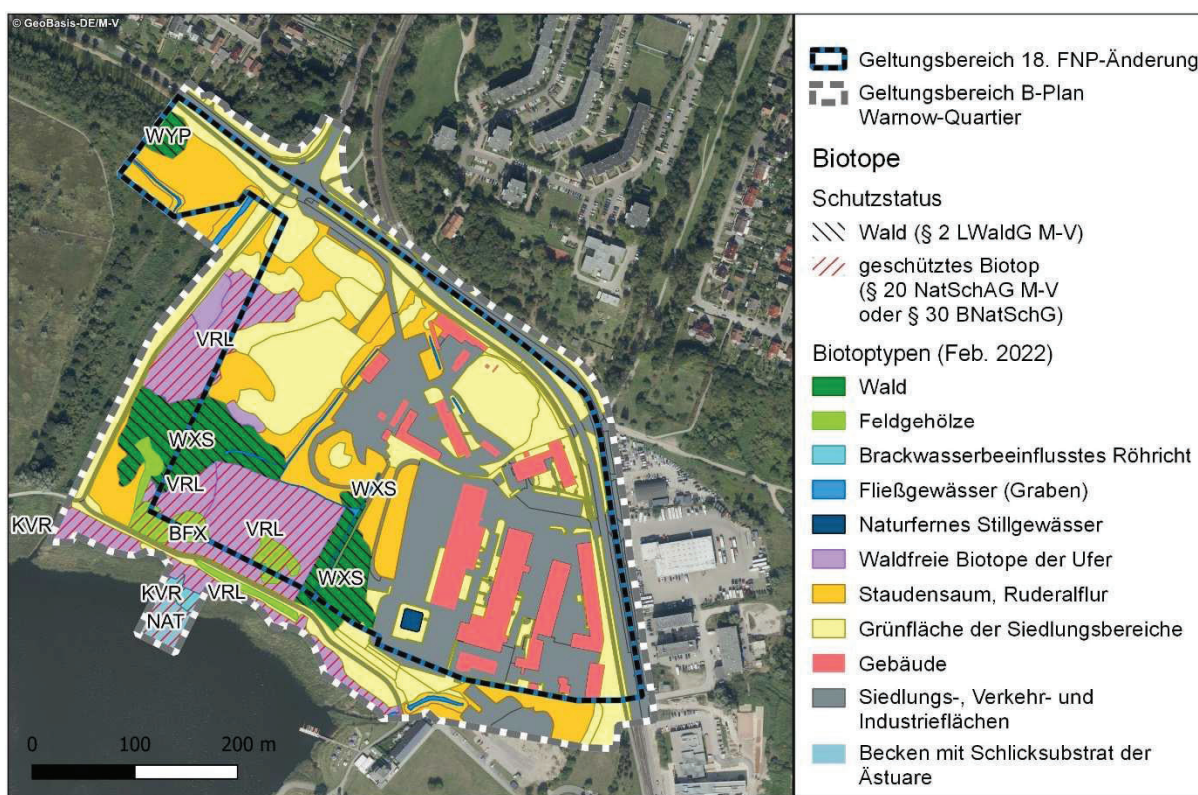 © GeoBasis-DE/M-V
WYP
VRL
WXS
VRL
WXS
KVR
BFX
VRL
WXS
KVR
VRL
NAT
0 100 200 m
Geltungsbereich 18. FNP-Änderung
Geltungsbereich B-Plan
Warnow-Quartier
Biotope
Schutzstatus
Wald (§ 2 LWaldG M-V)
geschütztes Biotop
(§ 20 NatSchAG M-V
oder § 30 BNatSchG)
Biotoptypen (Feb. 2022)
Wald
Feldgehölze
Brackwasserbeeinflusstes Röhricht
Fließgewässer (Graben)
Naturfernes Stillgewässer
Waldfreie Biotope der Ufer
Staudensaum, Ruderalflur
Grünfläche der Siedlungsbereiche
Gebäude
Siedlungs-, Verkehr- und
Industrieflächen
Becken mit Schlicksubstrat der
Ästuare